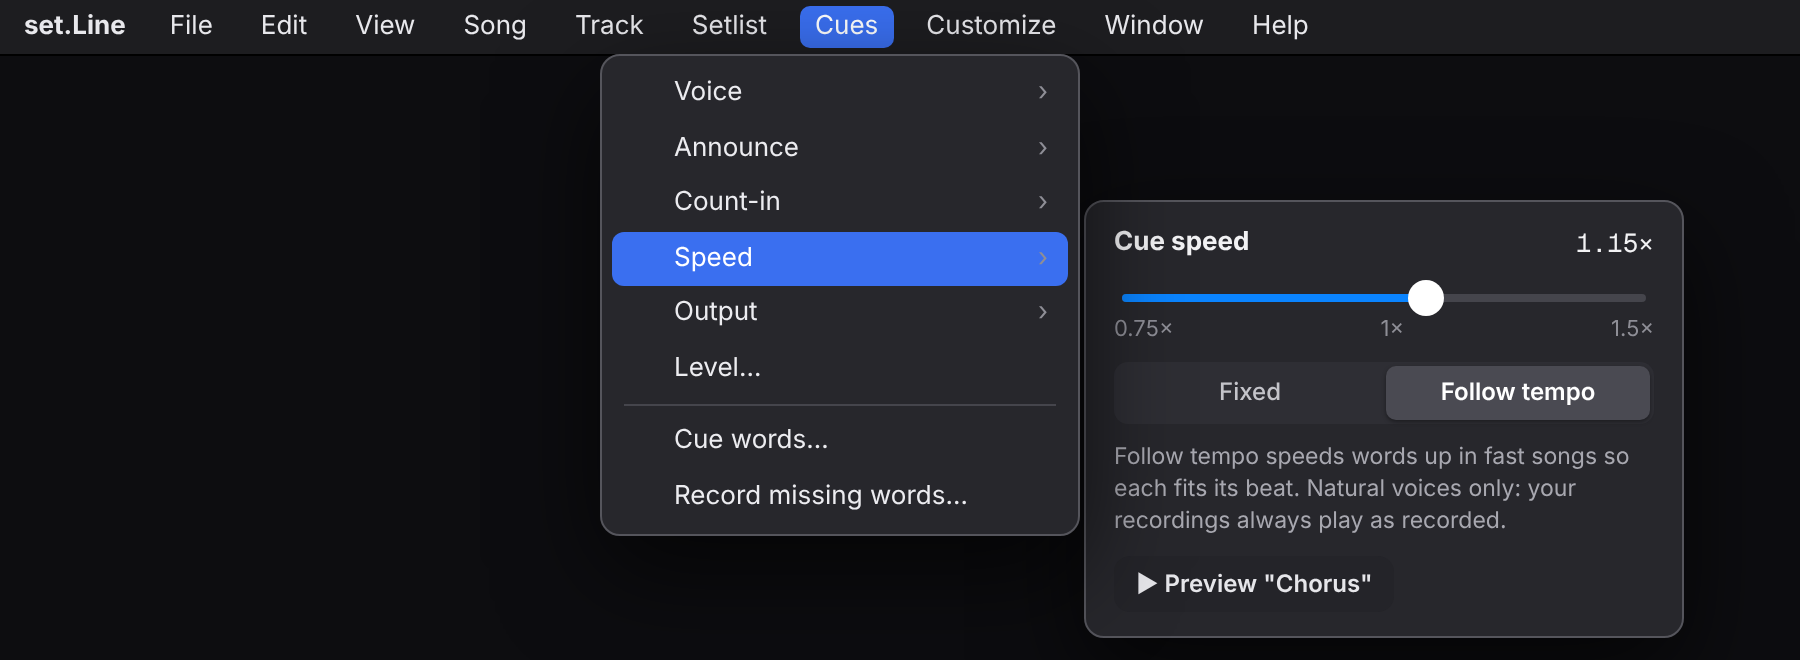 set.Line File Edit View Song Track Setlist Cues Customize Window Help
Voice ›
Announce ›
Count-in ›
Speed ›
Output ›
Level...
Cue words...
Record missing words...
Cue speed 1.15×
0.75× 1× 1.5×
Fixed Follow tempo
Follow tempo speeds words up in fast songs so
each fits its beat. Natural voices only: your
recordings always play as recorded.
▶ Preview "Chorus"